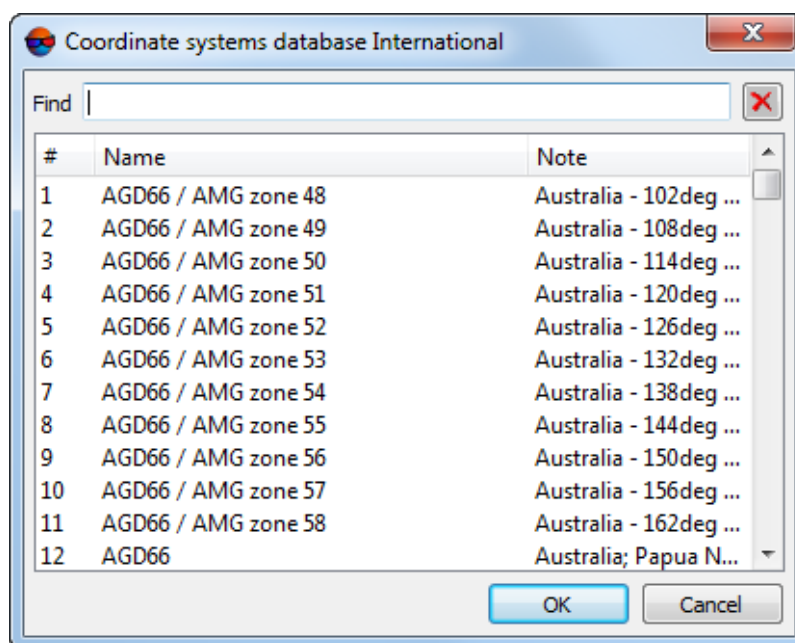 Coordinate systems database International
Find
# Name Note
1 AGD66 / AMG zone 48 Australia - 102deg ...
2 AGD66 / AMG zone 49 Australia - 108deg ...
3 AGD66 / AMG zone 50 Australia - 114deg ...
4 AGD66 / AMG zone 51 Australia - 120deg ...
5 AGD66 / AMG zone 52 Australia - 126deg ...
6 AGD66 / AMG zone 53 Australia - 132deg ...
7 AGD66 / AMG zone 54 Australia - 138deg ...
8 AGD66 / AMG zone 55 Australia - 144deg ...
9 AGD66 / AMG zone 56 Australia - 150deg ...
10 AGD66 / AMG zone 57 Australia - 156deg ...
11 AGD66 / AMG zone 58 Australia - 162deg ...
12 AGD66 Australia; Papua N...
OK Cancel